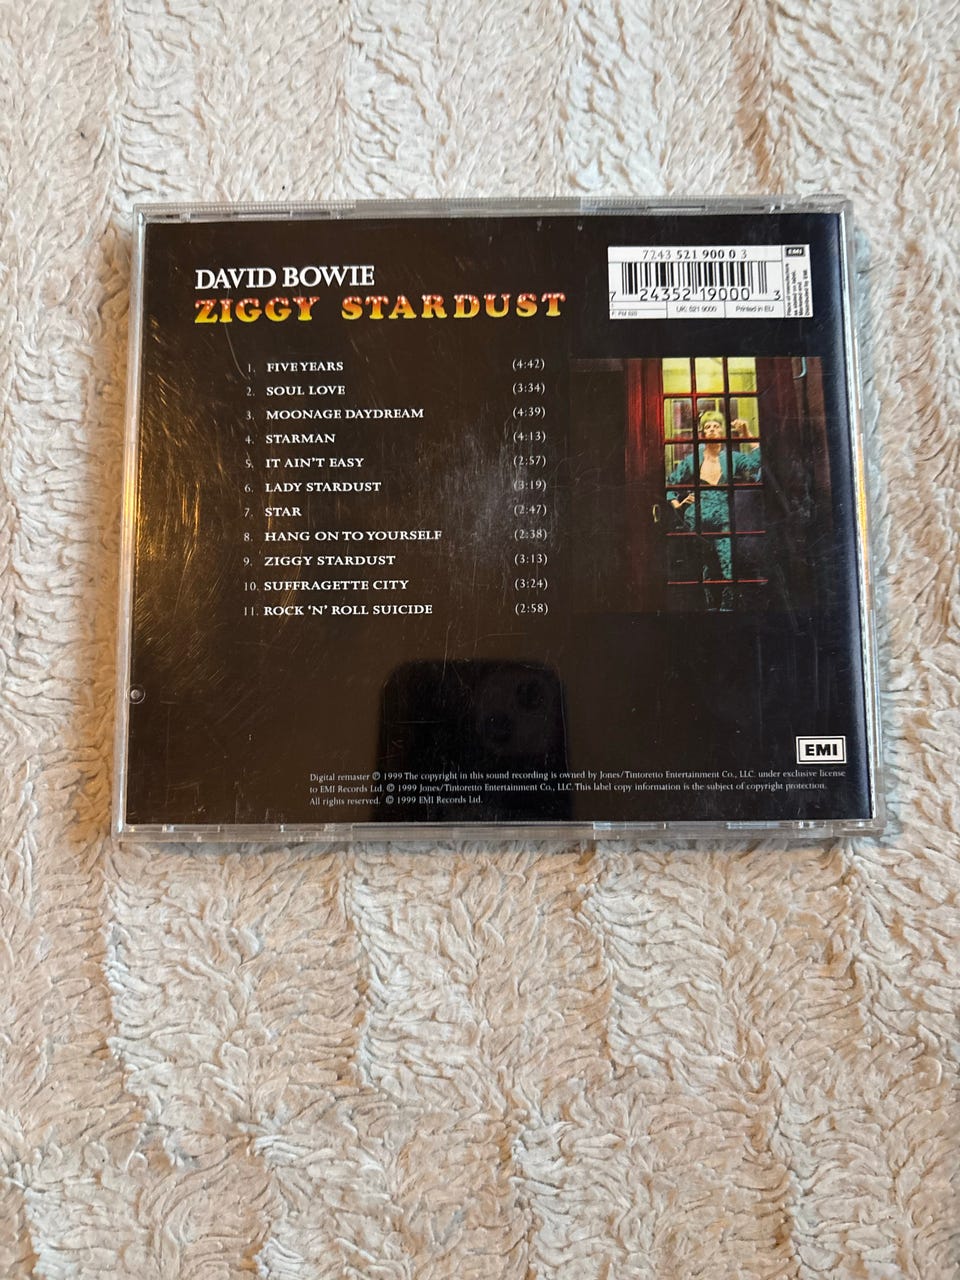 DAVID BOWIE
ZIGGY STARDUST
7243 521 900 0 3
EMI
7 24352 19000 3
UK: 521 9000
Printed in EU
1. FIVE YEARS (4:42)
2. SOUL LOVE (3:34)
3. MOONAGE DAYDREAM (4:39)
4. STARMAN (4:13)
5. IT AIN'T EASY (2:57)
6. LADY STARDUST (3:19)
7. STAR (2:47)
8. HANG ON TO YOURSELF (2:38)
9. ZIGGY STARDUST (3:13)
10. SUFFRAGETTE CITY (3:24)
11. ROCK 'N' ROLL SUICIDE (2:58)
EMI
Digital remaster ℗ 1999 The copyright in this sound recording is owned by Jones/Tintoretto Entertainment Co., LLC. under exclusive license
to EMI Records Ltd. © 1999 Jones/Tintoretto Entertainment Co., LLC. This label copy information is the subject of copyright protection.
All rights reserved. © 1999 EMI Records Ltd.